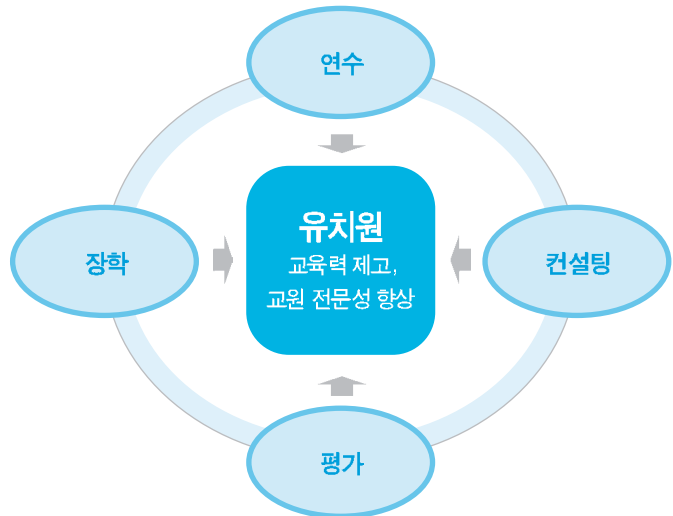 연수
유치원
교육력 제고,
교원 전문성 향상
장학
컨설팅
평가